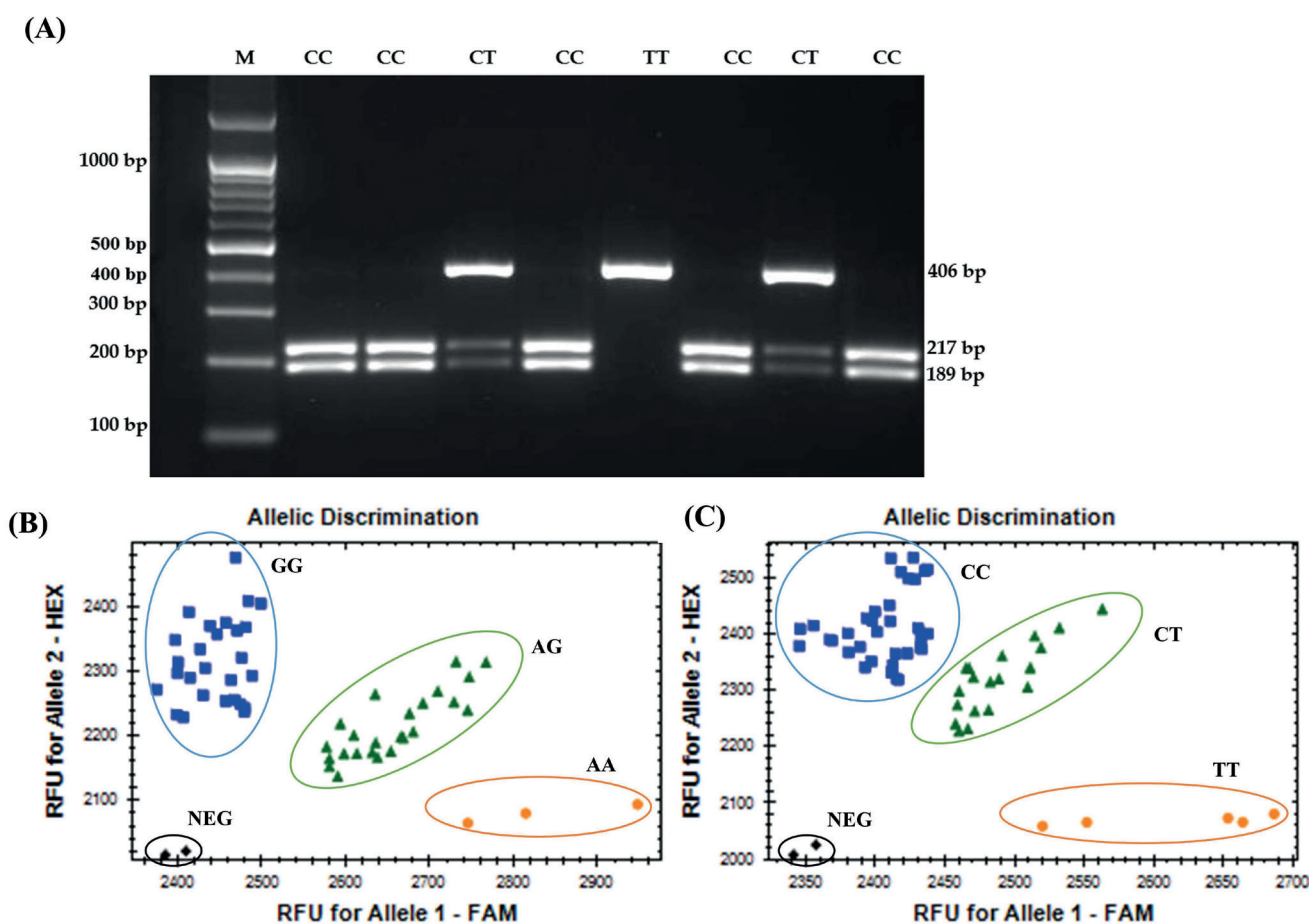 (A)
M CC CC CT CC TT CC CT CC
1000 bp
500 bp
400 bp
300 bp
200 bp
100 bp
406 bp
217 bp
189 bp
(B)
Allelic Discrimination
RFU for Allele 2 - HEX
2400
2300
2200
2100
GG
AG
AA
NEG
2400 2500 2600 2700 2800 2900
RFU for Allele 1 - FAM
(C)
Allelic Discrimination
RFU for Allele 2 - HEX
2500
2400
2300
2200
2100
2000
CC
CT
TT
NEG
2350 2400 2450 2500 2550 2600 2650 2700
RFU for Allele 1 - FAM